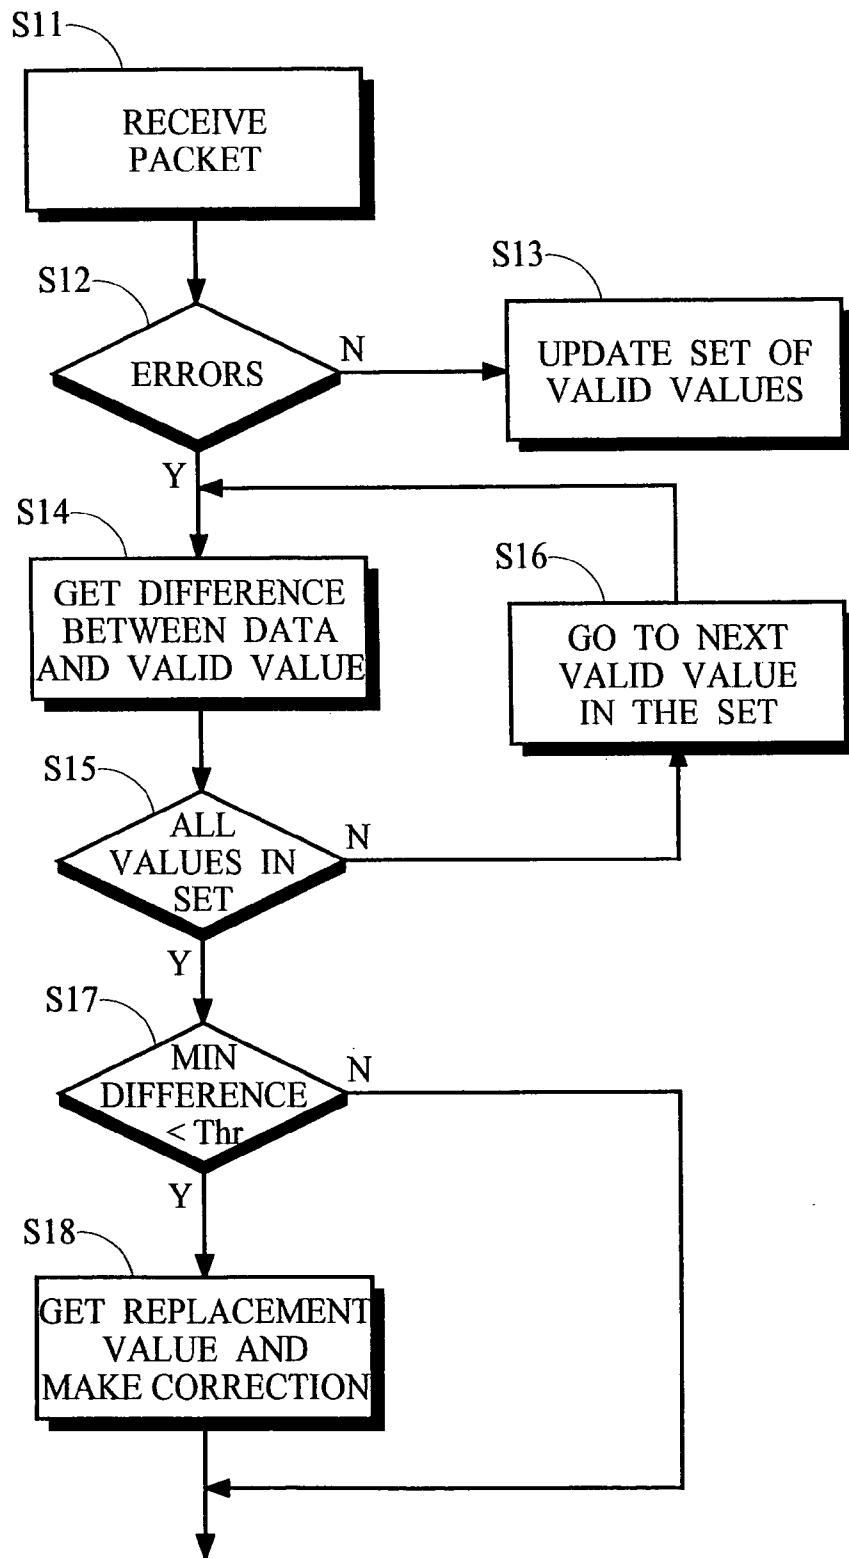 S11
RECEIVE
PACKET
S12
ERRORS
N
Y
S13
UPDATE SET OF
VALID VALUES
S14
GET DIFFERENCE
BETWEEN DATA
AND VALID VALUE
S16
GO TO NEXT
VALID VALUE
IN THE SET
S15
ALL
VALUES IN
SET
N
Y
S17
MIN
DIFFERENCE
< Thr
N
Y
S18
GET REPLACEMENT
VALUE AND
MAKE CORRECTION